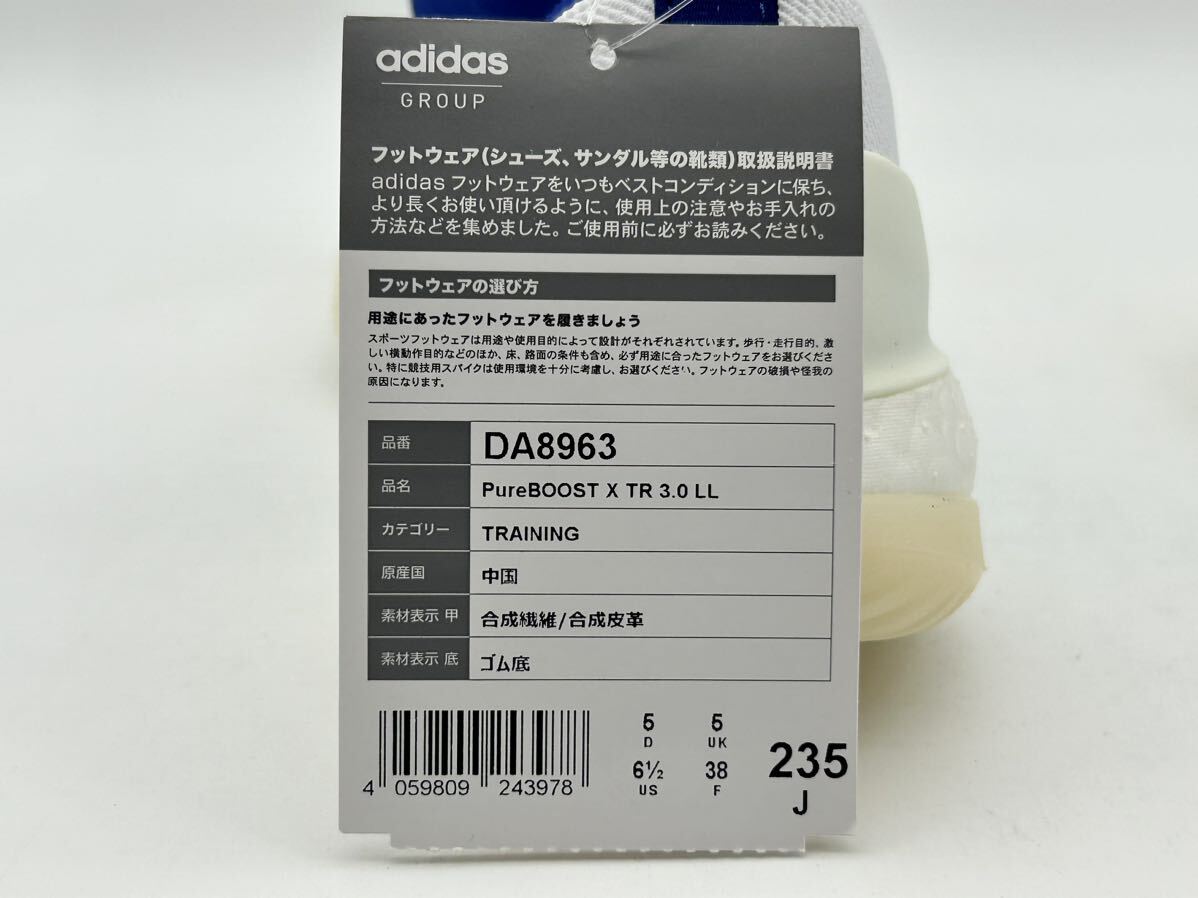 adidas
GROUP
フットウェア(シューズ、サンダル等の靴類)取扱説明書
adidas フットウェアをいつもベストコンディションに保ち、
より長くお使い頂けるように、使用上の注意やお手入れの
方法などを集めました。ご使用前に必ずお読みください。
フットウェアの選び方
用途にあったフットウェアを履きましょう
スポーツフットウェアは用途や使用目的によって設計がそれぞれされています。歩行・走行目的、激
しい横動作目的などのほか、床、路面の条件も含め、必ず用途に合ったフットウェアをお選びくださ
い。特に競技用スパイクは使用環境を十分に考慮し、お選びください。フットウェアの破損や怪我の
原因になります。
品番 DA8963
品名 PureBOOST X TR 3.0 LL
カテゴリー TRAINING
原産国 中国
素材表示 甲 合成繊維/合成皮革
素材表示 底 ゴム底
5 5
D UK
6½ 38
US F
235
J
4 059809 243978